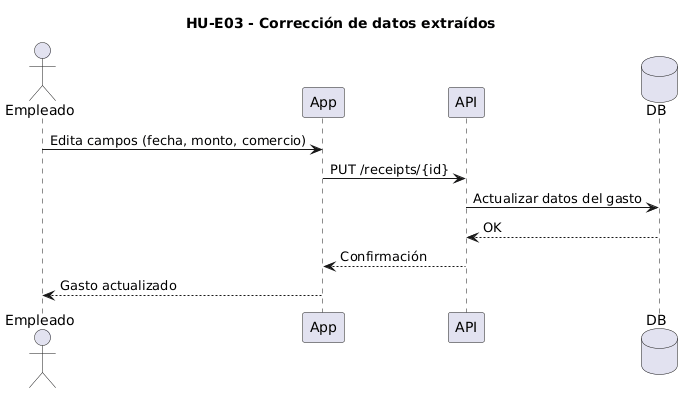 HU-E03 - Corrección de datos extraídos
Empleado
App
API
DB
Edita campos (fecha, monto, comercio)
PUT /receipts/{id}
Actualizar datos del gasto
OK
Confirmación
Gasto actualizado
Empleado
App
API
DB